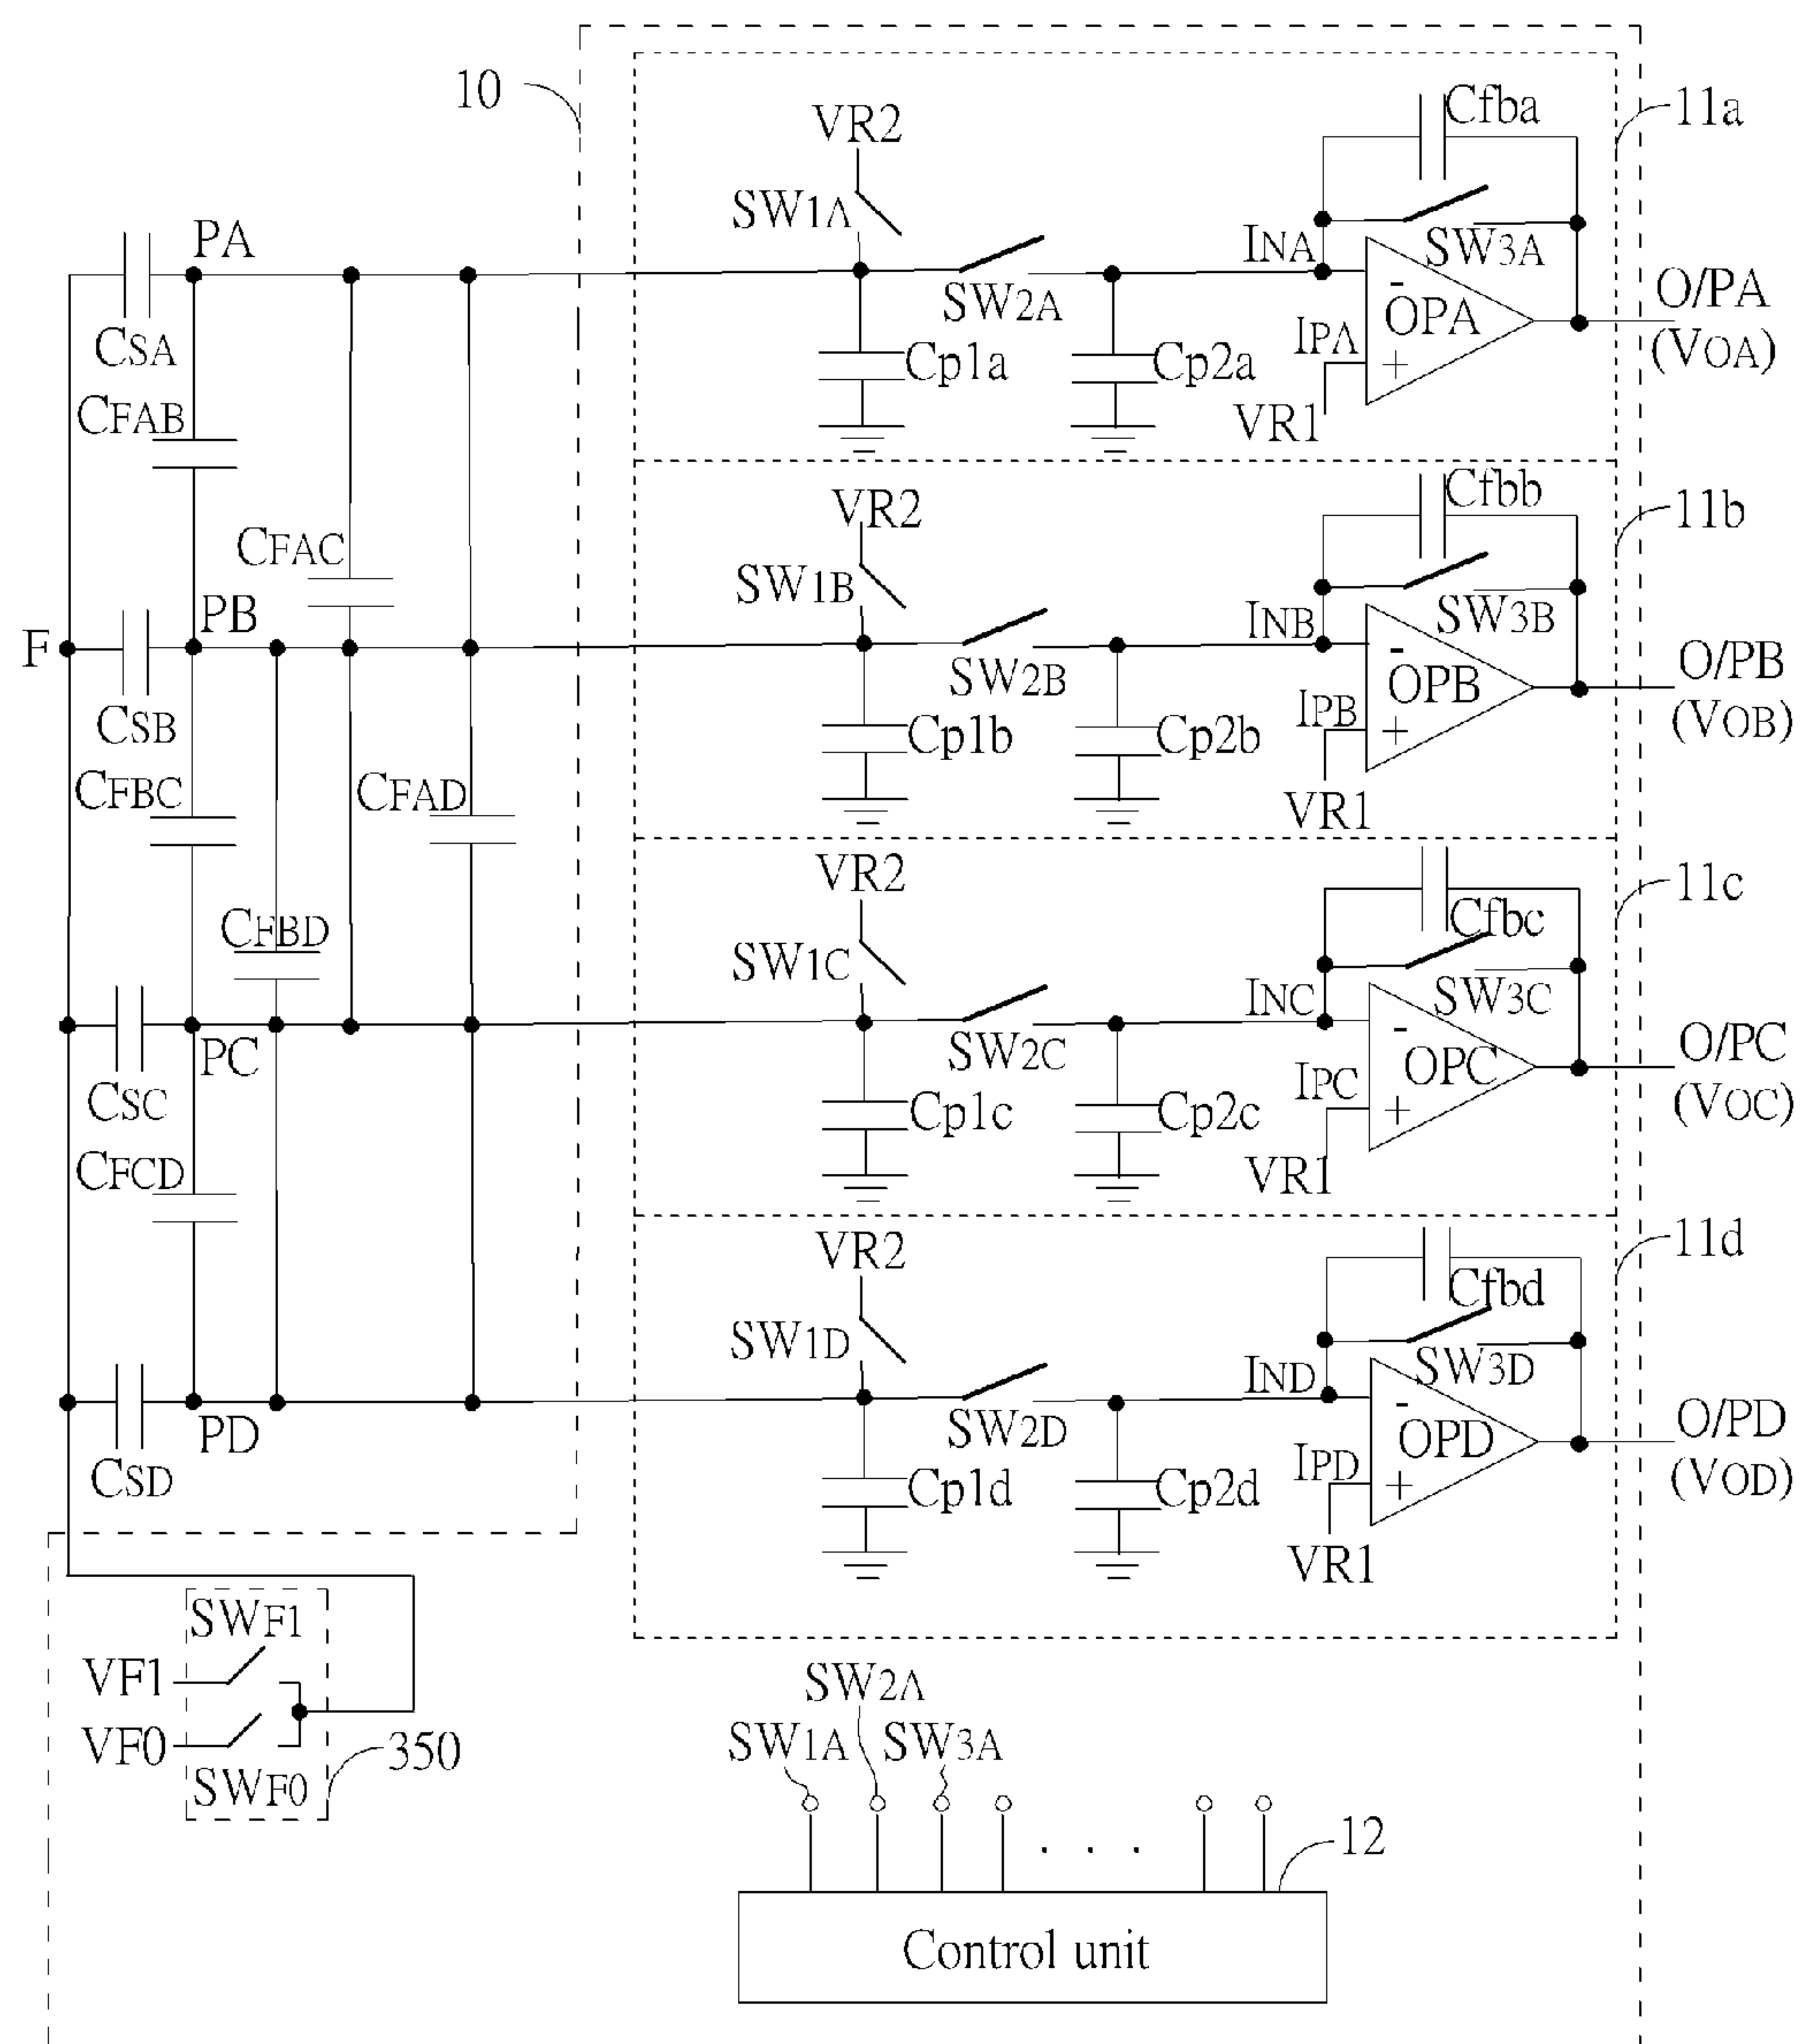 10
VR2
Cfba
11a
SW1A
PA
INA
SW3A
O/PA
(VOA)
CSA
SW2A
-
OPA
IPA
+
Cp1a
Cp2a
VR1
CFAB
VR2
Cfbb
11b
CFAC
SW1B
PB
INB
SW3B
F
O/PB
(VOB)
SW2B
-
OPB
IPB
+
CSB
Cp1b
Cp2b
VR1
CFBC
CFAD
VR2
Cfbc
11c
CFBD
SW1C
INC
SW3C
PC
SW2C
-
OPC
O/PC
(VOC)
CSC
IPC
+
Cp1c
Cp2c
VR1
CFCD
VR2
Cfbd
11d
SW1D
IND
SW3D
PD
SW2D
-
OPD
O/PD
(VOD)
CSD
IPD
+
Cp1d
Cp2d
VR1
SWF1
VF1
VF0
SWF0
350
SW2A
SW1A SW3A
. . .
12
Control unit